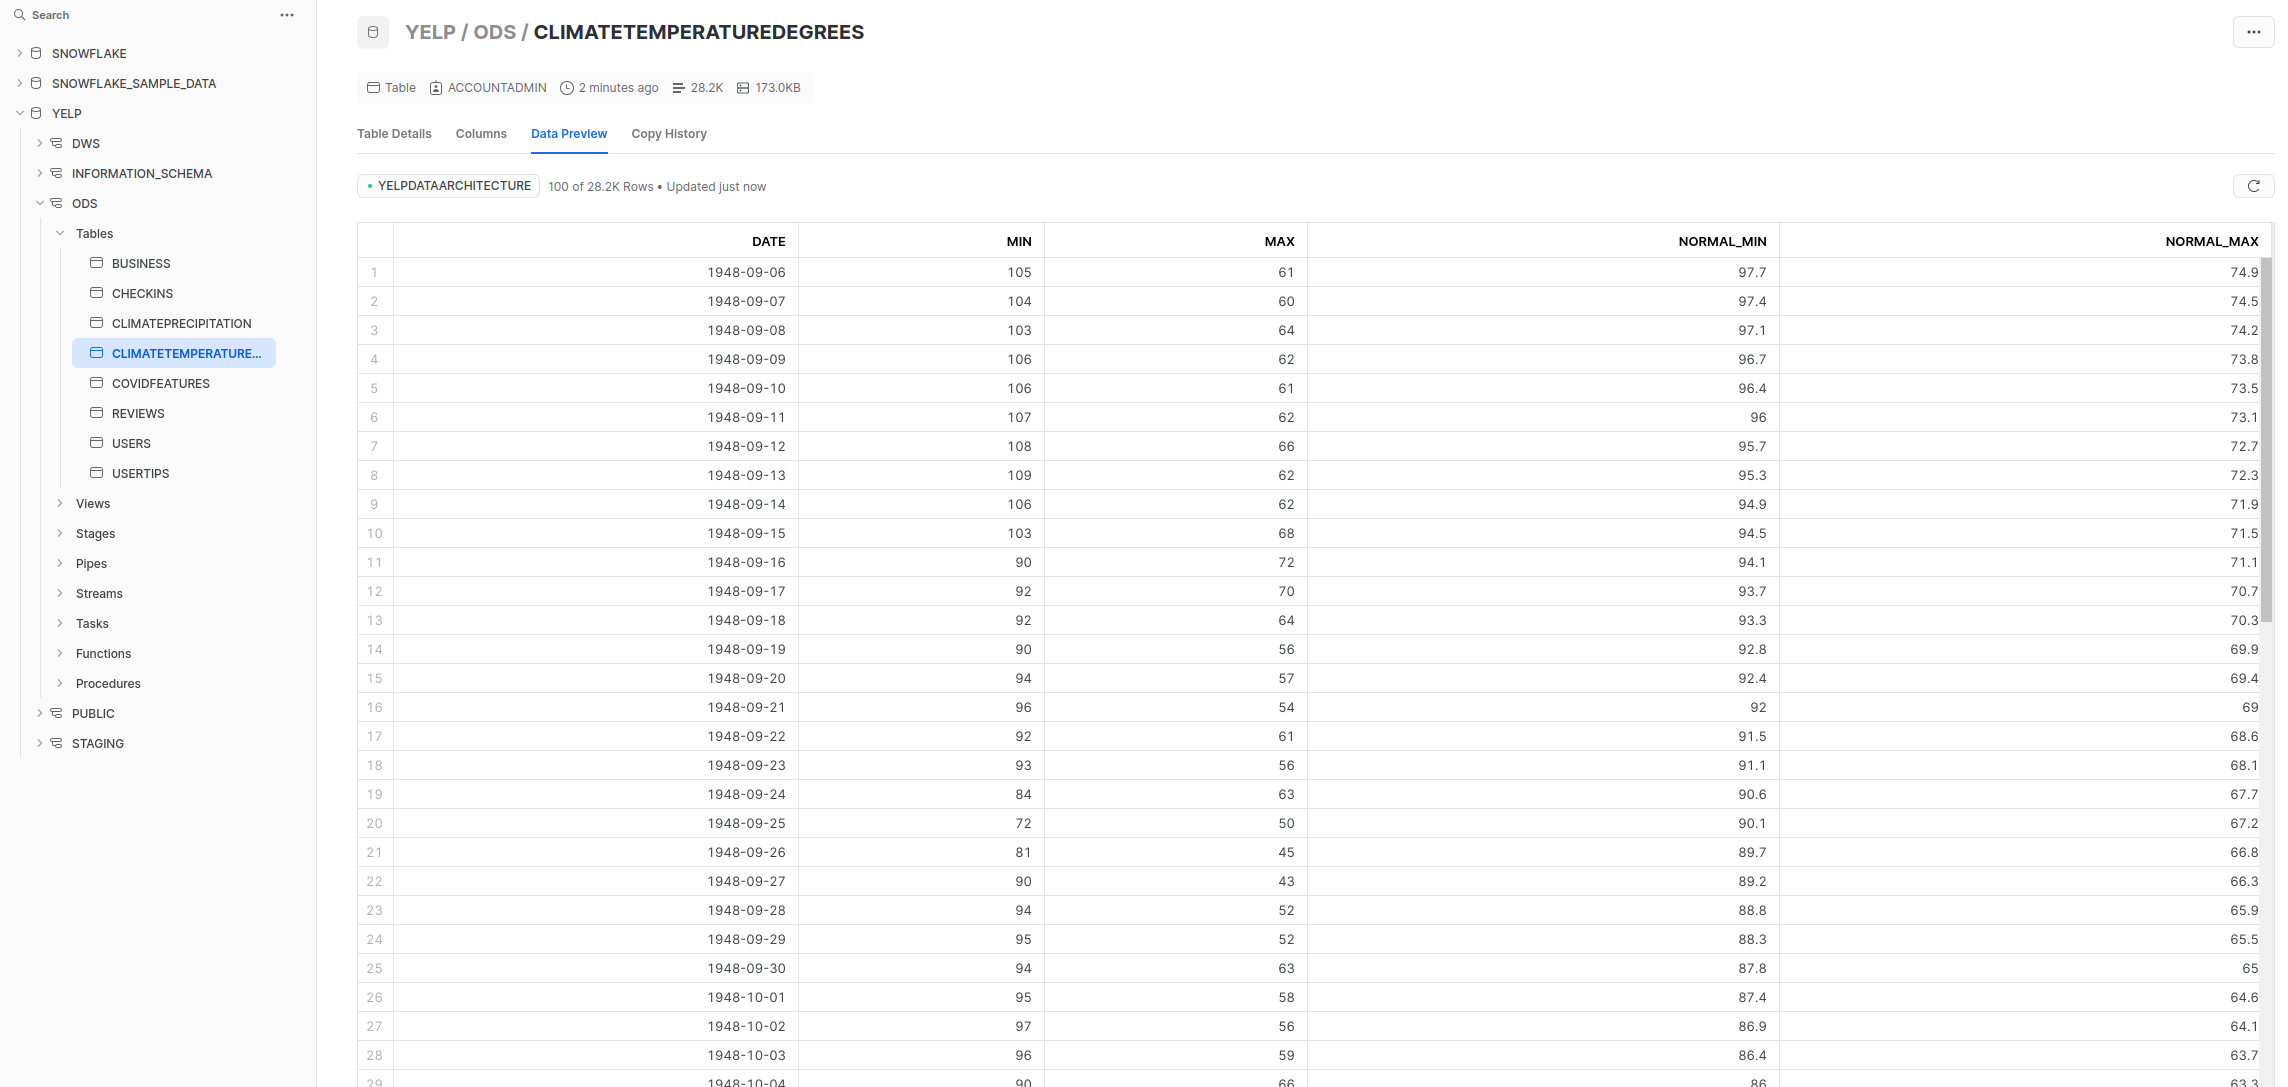 Search
SNOWFLAKE
SNOWFLAKE_SAMPLE_DATA
YELP
DWS
INFORMATION_SCHEMA
ODS
Tables
BUSINESS
CHECKINS
CLIMATEPRECIPITATION
CLIMATETEMPERATURE...
COVIDFEATURES
REVIEWS
USERS
USERTIPS
Views
Stages
Pipes
Streams
Tasks
Functions
Procedures
PUBLIC
STAGING
YELP / ODS / CLIMATETEMPERATUREDEGREES
Table ACCOUNTADMIN 2 minutes ago 28.2K 173.0KB
Table Details Columns Data Preview Copy History
YELPDATAARCHITECTURE 100 of 28.2K Rows • Updated just now
DATE MIN MAX NORMAL_MIN NORMAL_MAX
1 1948-09-06 105 61 97.7 74.9
2 1948-09-07 104 60 97.4 74.5
3 1948-09-08 103 64 97.1 74.2
4 1948-09-09 106 62 96.7 73.8
5 1948-09-10 106 61 96.4 73.5
6 1948-09-11 107 62 96 73.1
7 1948-09-12 108 66 95.7 72.7
8 1948-09-13 109 62 95.3 72.3
9 1948-09-14 106 62 94.9 71.9
10 1948-09-15 103 68 94.5 71.5
11 1948-09-16 90 72 94.1 71.1
12 1948-09-17 92 70 93.7 70.7
13 1948-09-18 92 64 93.3 70.3
14 1948-09-19 90 56 92.8 69.9
15 1948-09-20 94 57 92.4 69.4
16 1948-09-21 96 54 92 69
17 1948-09-22 92 61 91.5 68.6
18 1948-09-23 93 56 91.1 68.1
19 1948-09-24 84 63 90.6 67.7
20 1948-09-25 72 50 90.1 67.2
21 1948-09-26 81 45 89.7 66.8
22 1948-09-27 90 43 89.2 66.3
23 1948-09-28 94 52 88.8 65.9
24 1948-09-29 95 52 88.3 65.5
25 1948-09-30 94 63 87.8 65
26 1948-10-01 95 58 87.4 64.6
27 1948-10-02 97 56 86.9 64.1
28 1948-10-03 96 59 86.4 63.7
29 1948-10-04 90 66 86 63.3